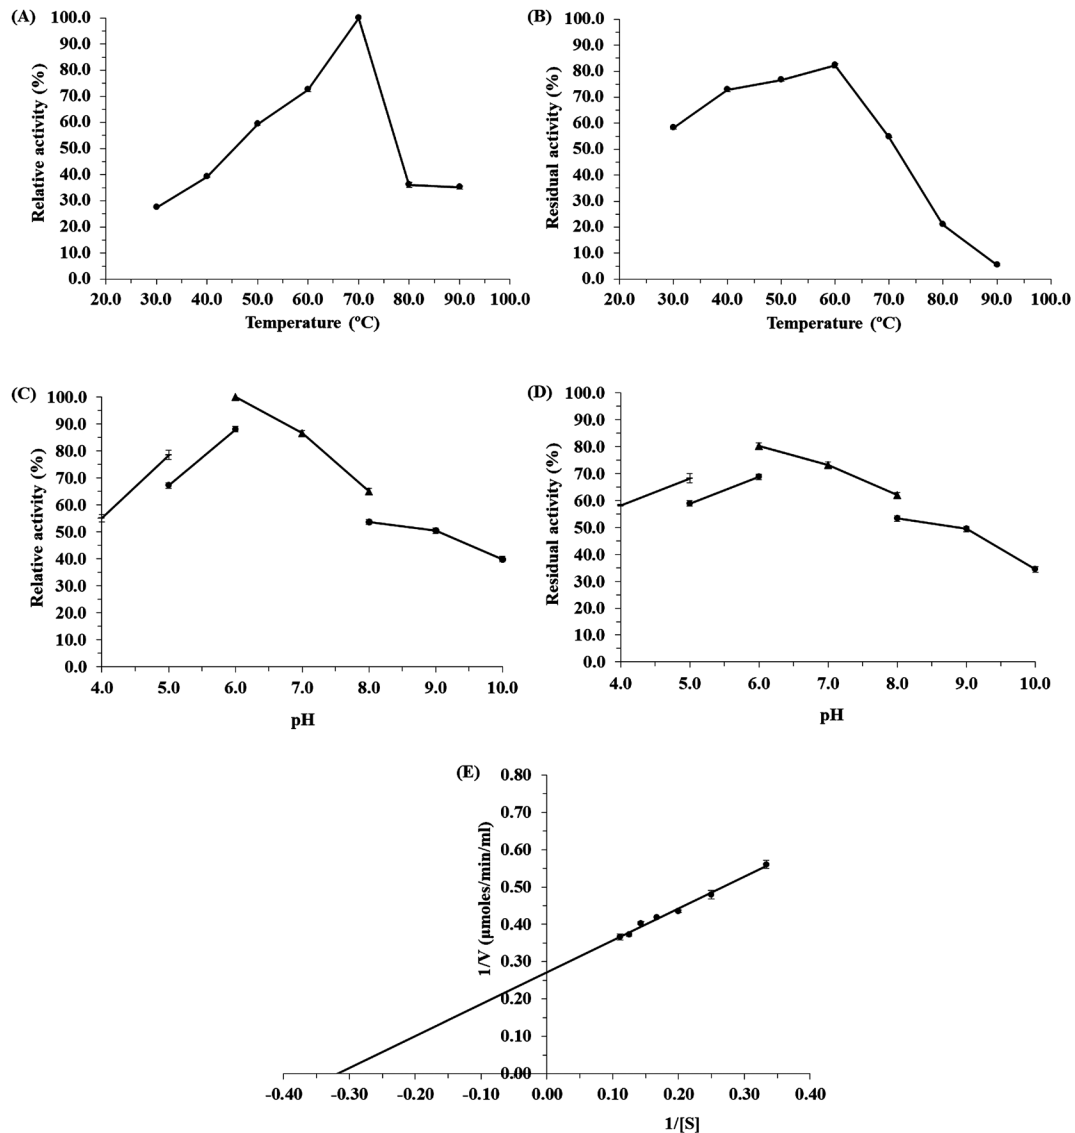 (A)
100.0
90.0
80.0
70.0
60.0
50.0
40.0
30.0
20.0
10.0
0.0
Relative activity (%)
20.0 30.0 40.0 50.0 60.0 70.0 80.0 90.0 100.0
Temperature (ºC)
(B)
100.0
90.0
80.0
70.0
60.0
50.0
40.0
30.0
20.0
10.0
0.0
Residual activity (%)
20.0 30.0 40.0 50.0 60.0 70.0 80.0 90.0 100.0
Temperature (ºC)
(C)
100.0
90.0
80.0
70.0
60.0
50.0
40.0
30.0
20.0
10.0
0.0
Relative activity (%)
4.0 5.0 6.0 7.0 8.0 9.0 10.0
pH
(D)
100.0
90.0
80.0
70.0
60.0
50.0
40.0
30.0
20.0
10.0
0.0
Residual activity (%)
4.0 5.0 6.0 7.0 8.0 9.0 10.0
pH
(E)
0.80
0.70
0.60
0.50
0.40
0.30
0.20
0.10
0.00
1/V (µmoles/min/ml)
-0.40 -0.30 -0.20 -0.10 0.00 0.10 0.20 0.30 0.40
1/[S]